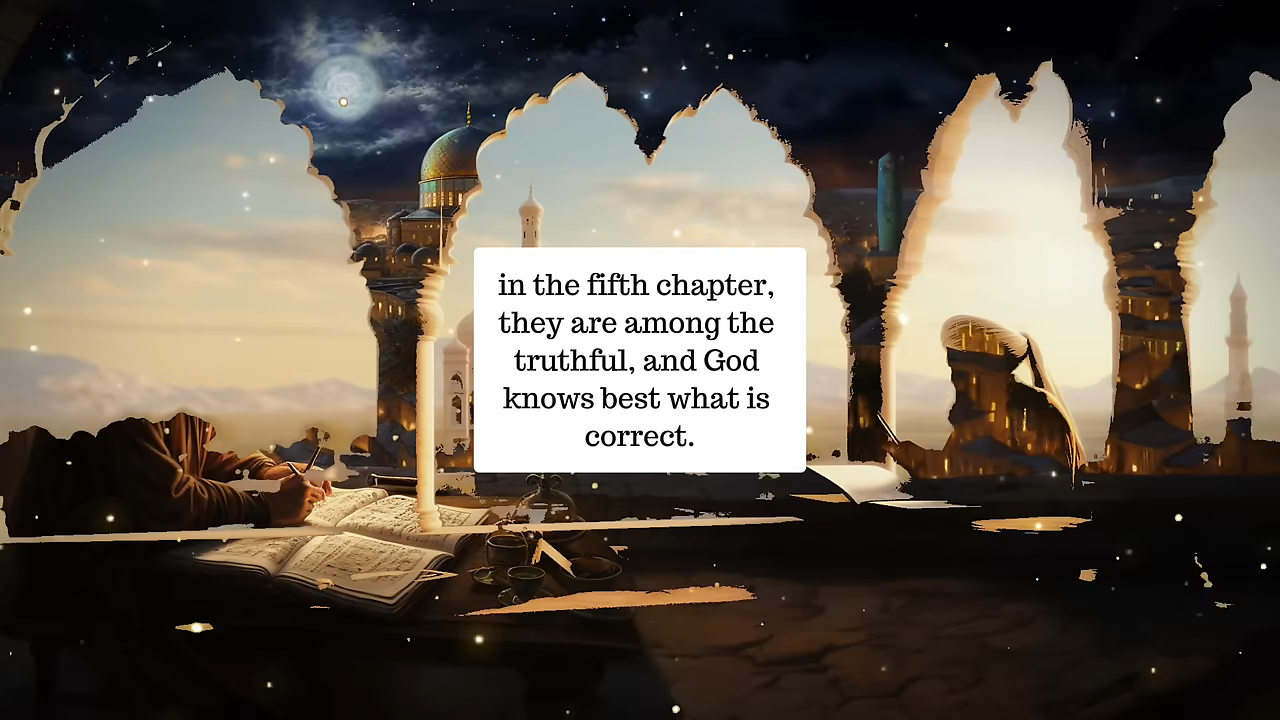 in the fifth chapter,
they are among the
truthful, and God
knows best what is
correct.